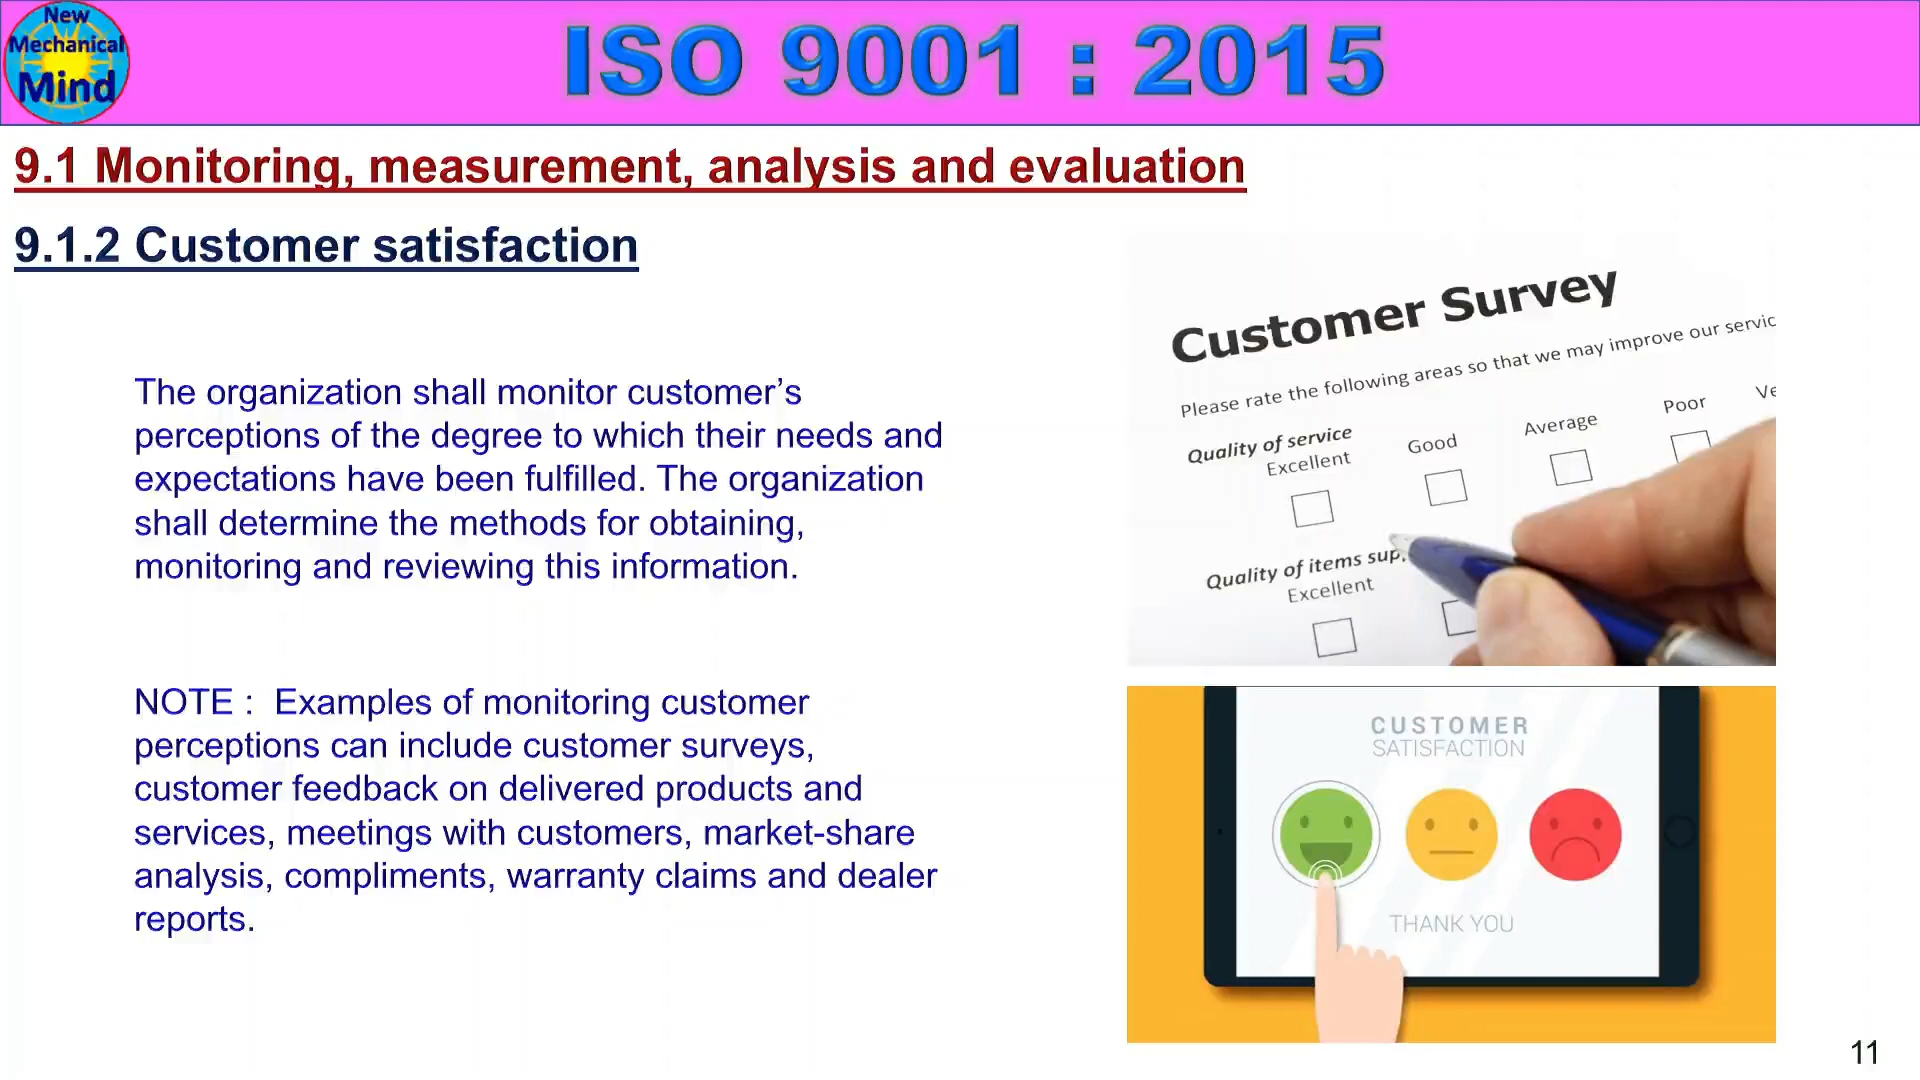 New
Mechanical
Mind
ISO 9001 : 2015
9.1 Monitoring, measurement, analysis and evaluation
9.1.2 Customer satisfaction
The organization shall monitor customer’s
perceptions of the degree to which their needs and
expectations have been fulfilled. The organization
shall determine the methods for obtaining,
monitoring and reviewing this information.
NOTE :  Examples of monitoring customer
perceptions can include customer surveys,
customer feedback on delivered products and
services, meetings with customers, market-share
analysis, compliments, warranty claims and dealer
reports.
Customer Survey
Please rate the following areas so that we may improve our servic
Quality of service
Excellent Good Average Poor Ve
Quality of items sup
Excellent
CUSTOMER
SATISFACTION
THANK YOU
11